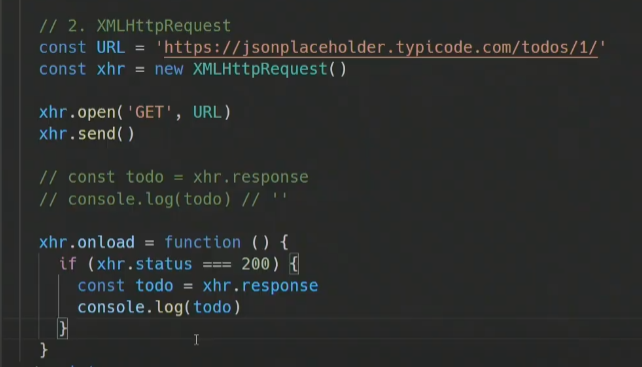 // 2. XMLHttpRequest
const URL = 'https://jsonplaceholder.typicode.com/todos/1/'
const xhr = new XMLHttpRequest()
xhr.open('GET', URL)
xhr.send()
// const todo = xhr.response
// console.log(todo) // ''
xhr.onload = function () {
if (xhr.status === 200) {
const todo = xhr.response
console.log(todo)
}
}